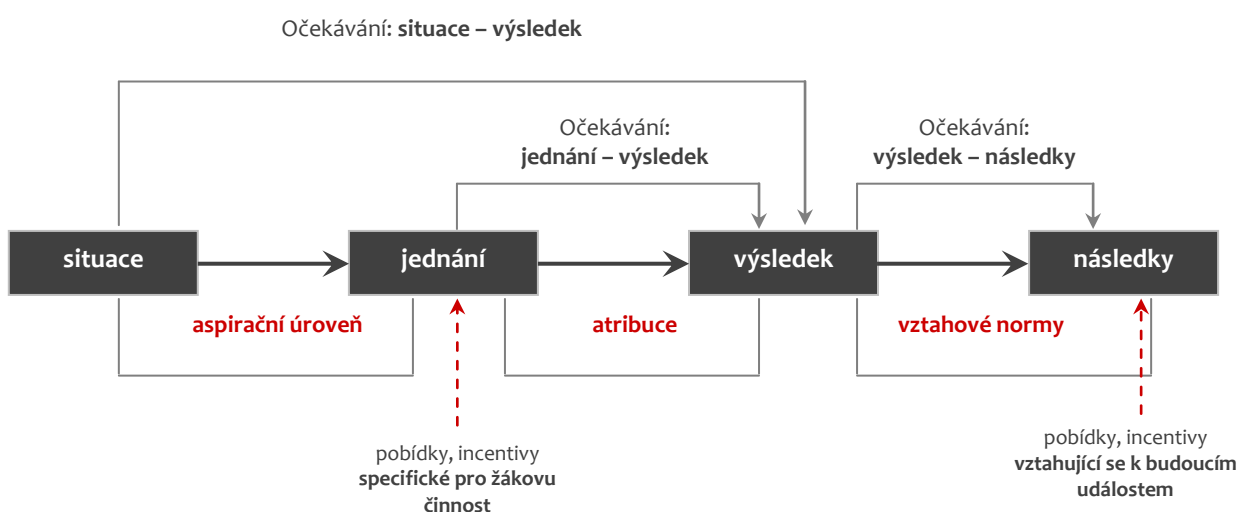 Očekávání: situace – výsledek
Očekávání:
jednání – výsledek
Očekávání:
výsledek – následky
situace
jednání
výsledek
následky
aspirační úroveň
atribuce
vztahové normy
pobídky, incentivy
specifické pro žákovu
činnost
pobídky, incentivy
vztahující se k budoucím
událostem